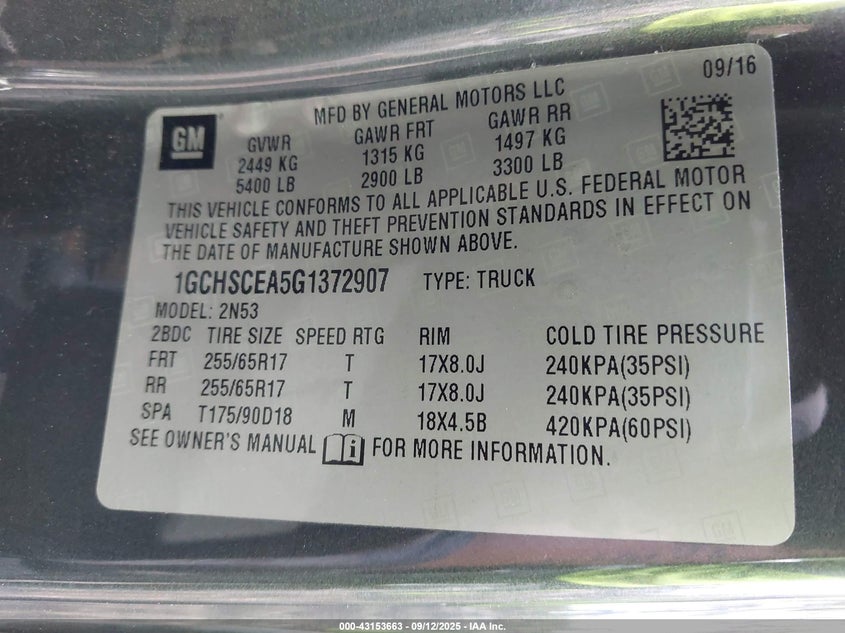 09/16
MFD BY GENERAL MOTORS LLC
GM
GVWR GAWR FRT GAWR RR
2449 KG 1315 KG 1497 KG
5400 LB 2900 LB 3300 LB
THIS VEHICLE CONFORMS TO ALL APPLICABLE U.S. FEDERAL MOTOR
VEHICLE SAFETY AND THEFT PREVENTION STANDARDS IN EFFECT ON
THE DATE OF MANUFACTURE SHOWN ABOVE.
1GCHSCEA5G1372907 TYPE: TRUCK
MODEL: 2N53
2BDC TIRE SIZE SPEED RTG RIM COLD TIRE PRESSURE
FRT 255/65R17 T 17X8.0J 240KPA(35PSI)
RR 255/65R17 T 17X8.0J 240KPA(35PSI)
SPA T175/90D18 M 18X4.5B 420KPA(60PSI)
SEE OWNER'S MANUAL i FOR MORE INFORMATION.
000-43153663 - 09/12/2025 - IAA Inc.